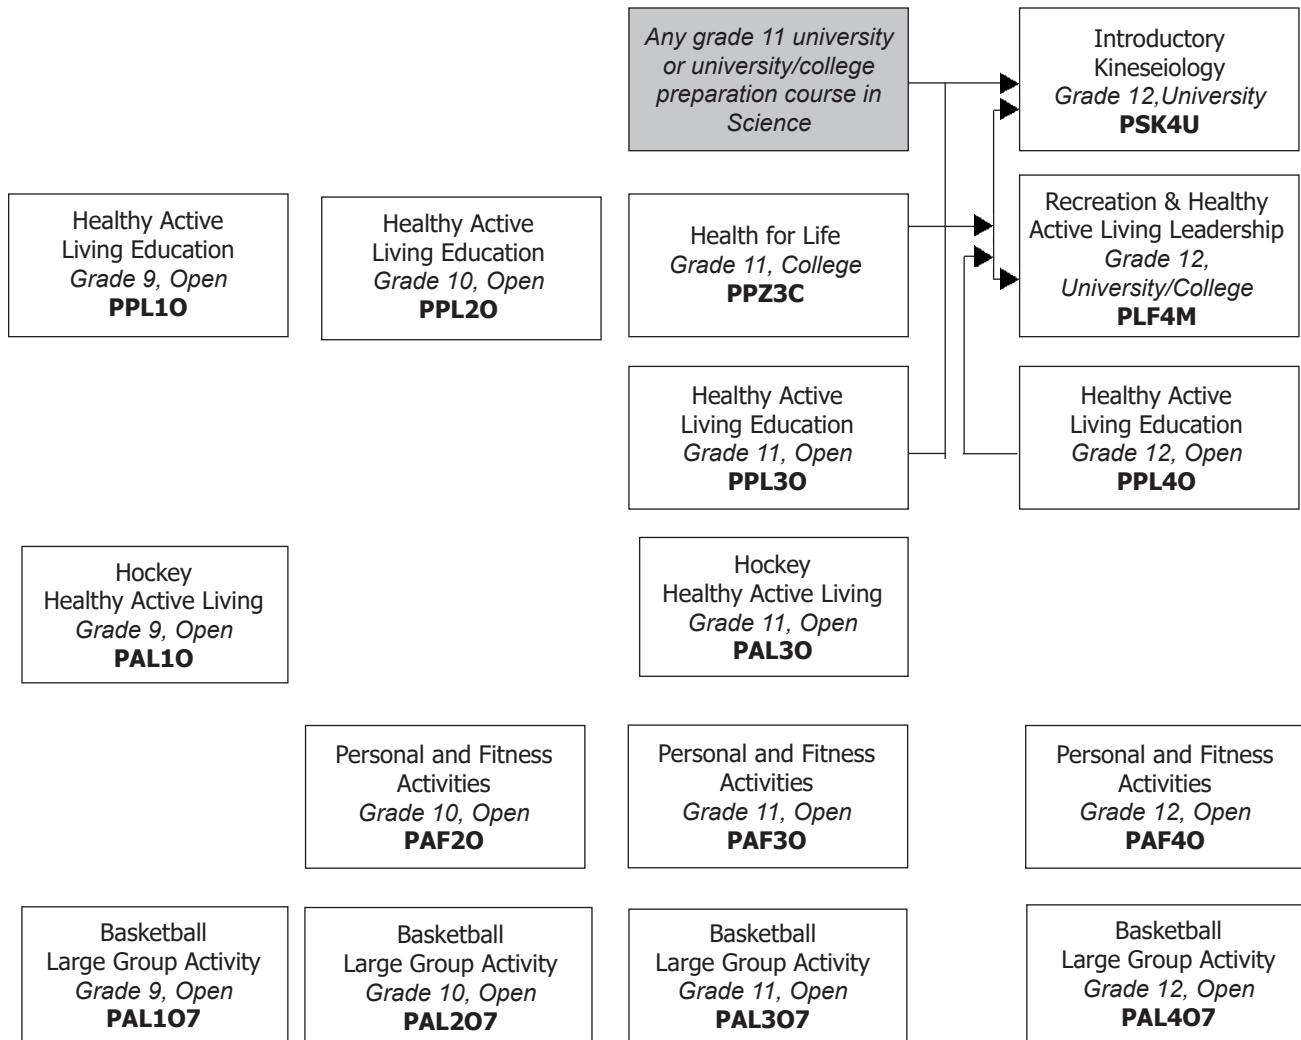 Any grade 11 university
or university/college
preparation course in
Science
Introductory
Kineseiology
Grade 12,University
PSK4U
Healthy Active
Living Education
Grade 9, Open
PPL1O
Healthy Active
Living Education
Grade 10, Open
PPL2O
Health for Life
Grade 11, College
PPZ3C
Recreation & Healthy
Active Living Leadership
Grade 12,
University/College
PLF4M
Healthy Active
Living Education
Grade 11, Open
PPL3O
Healthy Active
Living Education
Grade 12, Open
PPL4O
Hockey
Healthy Active Living
Grade 9, Open
PAL1O
Hockey
Healthy Active Living
Grade 11, Open
PAL3O
Personal and Fitness
Activities
Grade 10, Open
PAF2O
Personal and Fitness
Activities
Grade 11, Open
PAF3O
Personal and Fitness
Activities
Grade 12, Open
PAF4O
Basketball
Large Group Activity
Grade 9, Open
PAL1O7
Basketball
Large Group Activity
Grade 10, Open
PAL2O7
Basketball
Large Group Activity
Grade 11, Open
PAL3O7
Basketball
Large Group Activity
Grade 12, Open
PAL4O7